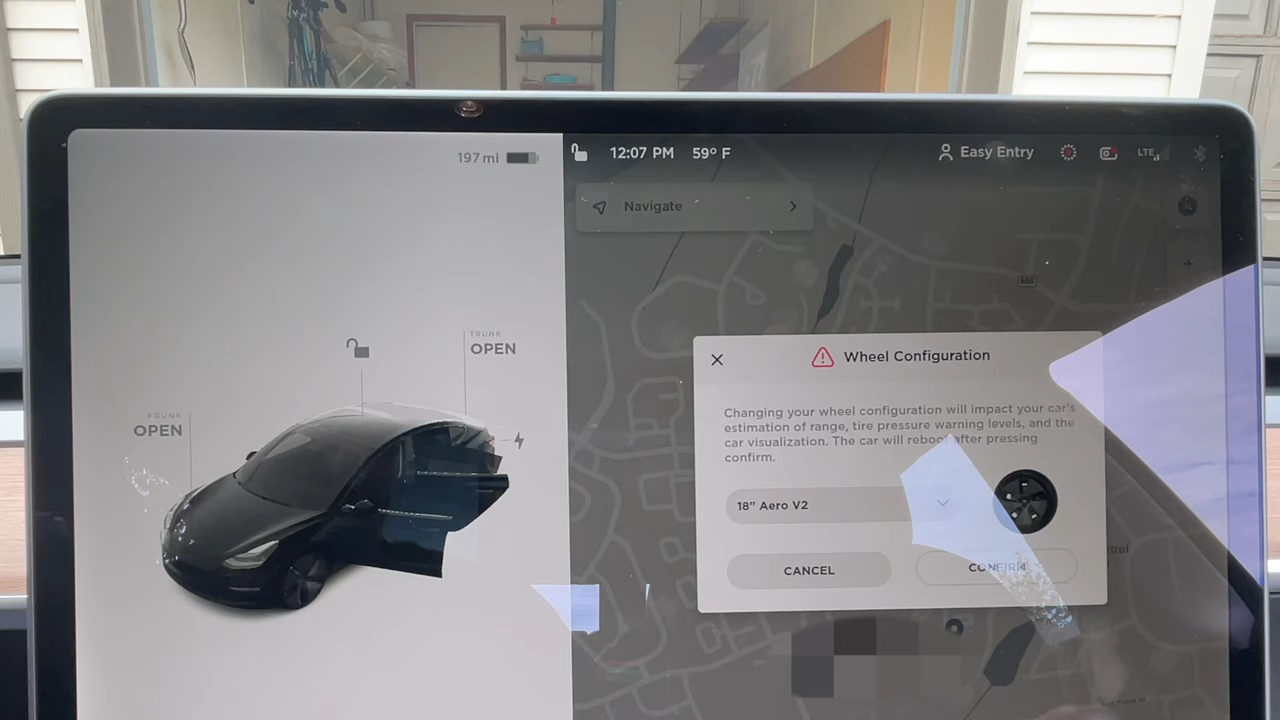 197 mi
12:07 PM 59° F
Easy Entry
LTE
Navigate
TRUNK
OPEN
FRUNK
OPEN
Wheel Configuration
Changing your wheel configuration will impact your car's
estimation of range, tire pressure warning levels, and the
car visualization. The car will reboot after pressing
confirm.
18" Aero V2
CANCEL
CONFIRM